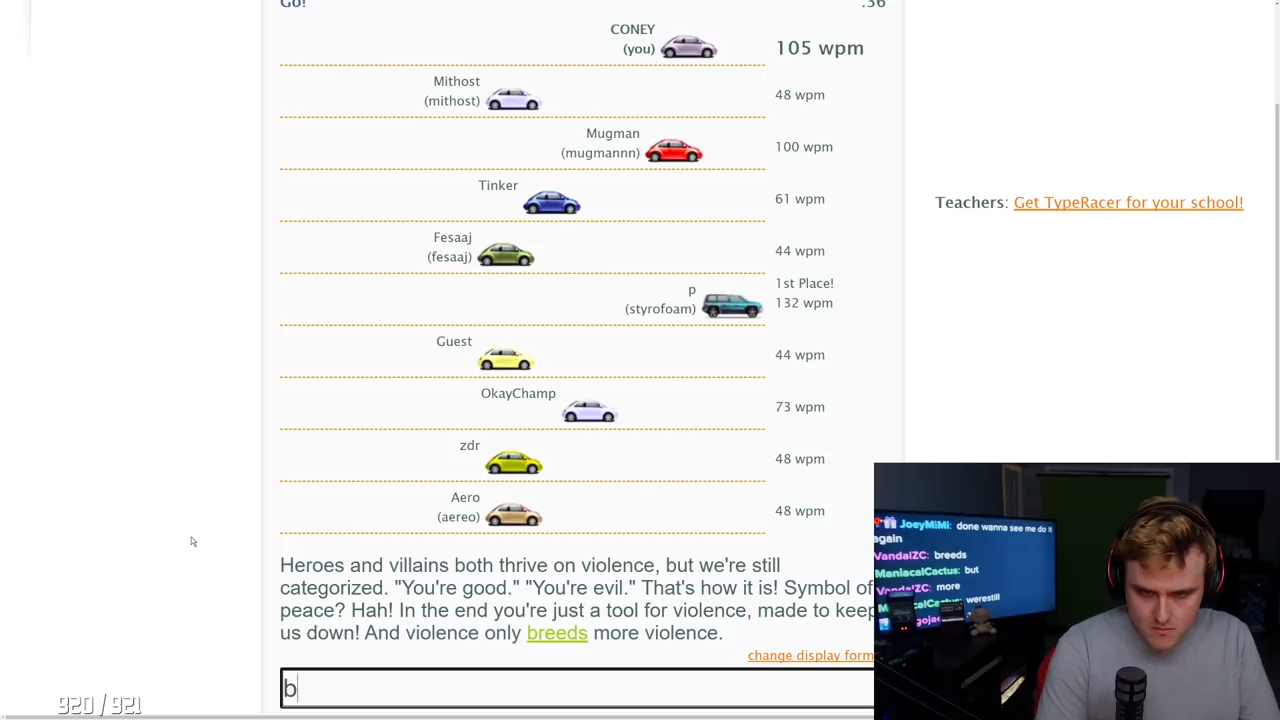 Go!
:36
CONEY
(you)
105 wpm
Mithost
(mithost)
48 wpm
Mugman
(mugmannn)
100 wpm
Tinker
61 wpm
Fesaaj
(fesaaj)
44 wpm
p
(styrofoam)
1st Place!
132 wpm
Guest
44 wpm
OkayChamp
73 wpm
zdr
48 wpm
Aero
(aereo)
48 wpm
Teachers: Get TypeRacer for your school!
Heroes and villains both thrive on violence, but we're still
categorized. "You're good." "You're evil." That's how it is! Symbol of
peace? Hah! In the end you're just a tool for violence, made to keep
us down! And violence only breeds more violence.
change display form
b
920 / 921
JoeyMiMi: done wanna see me do it
again
VandalZC: breeds
ManiacalCactus: but
VandalZC: more
werestill